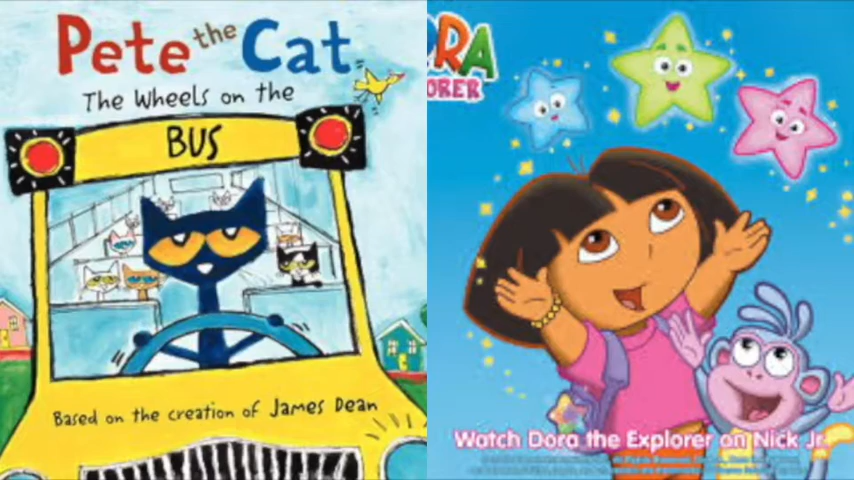 Pete the Cat
The Wheels on the
BUS
Based on the creation of James Dean
ORA
ORER
Watch Dora the Explorer on Nick Jr